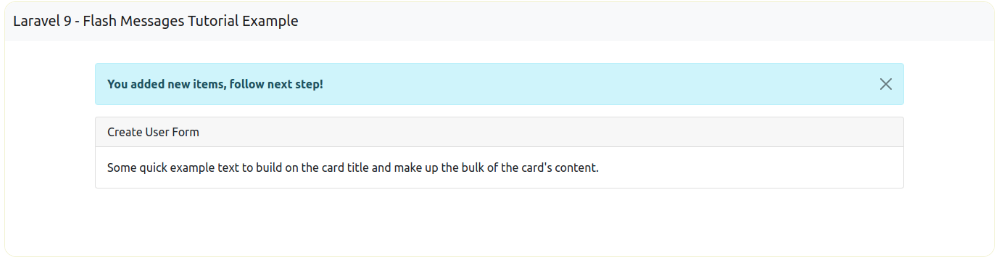 Laravel 9 - Flash Messages Tutorial Example
You added new items, follow next step!
Create User Form
Some quick example text to build on the card title and make up the bulk of the card's content.